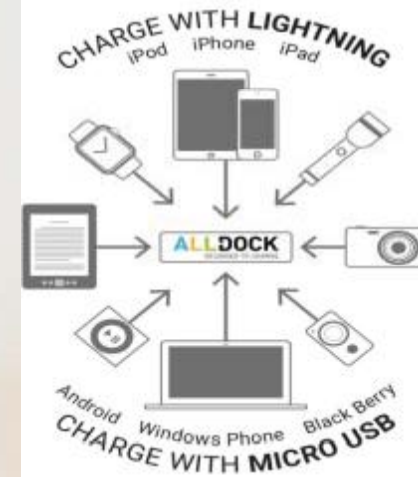 CHARGE WITH LIGHTNING
iPod iPhone iPad
ALLDOCK
Android Windows Phone Black Berry
CHARGE WITH MICRO USB